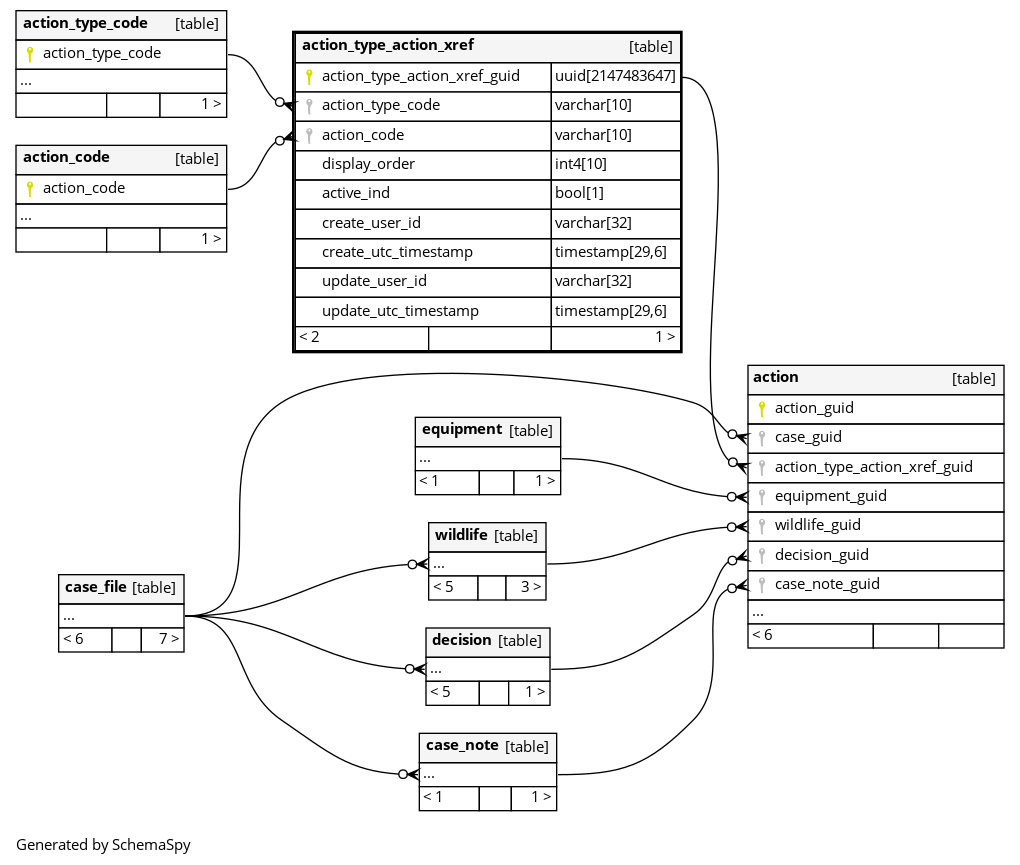 action_type_code [table]
action_type_code
...
1 >
action_code [table]
action_code
...
1 >
action_type_action_xref [table]
action_type_action_xref_guid uuid[2147483647]
action_type_code varchar[10]
action_code varchar[10]
display_order int4[10]
active_ind bool[1]
create_user_id varchar[32]
create_utc_timestamp timestamp[29,6]
update_user_id varchar[32]
update_utc_timestamp timestamp[29,6]
< 2 1 >
action [table]
action_guid
case_guid
action_type_action_xref_guid
equipment_guid
wildlife_guid
decision_guid
case_note_guid
...
< 6
equipment [table]
...
< 1 1 >
wildlife [table]
...
< 5 3 >
case_file [table]
...
< 6 7 >
decision [table]
...
< 5 1 >
case_note [table]
...
< 1 1 >
Generated by SchemaSpy